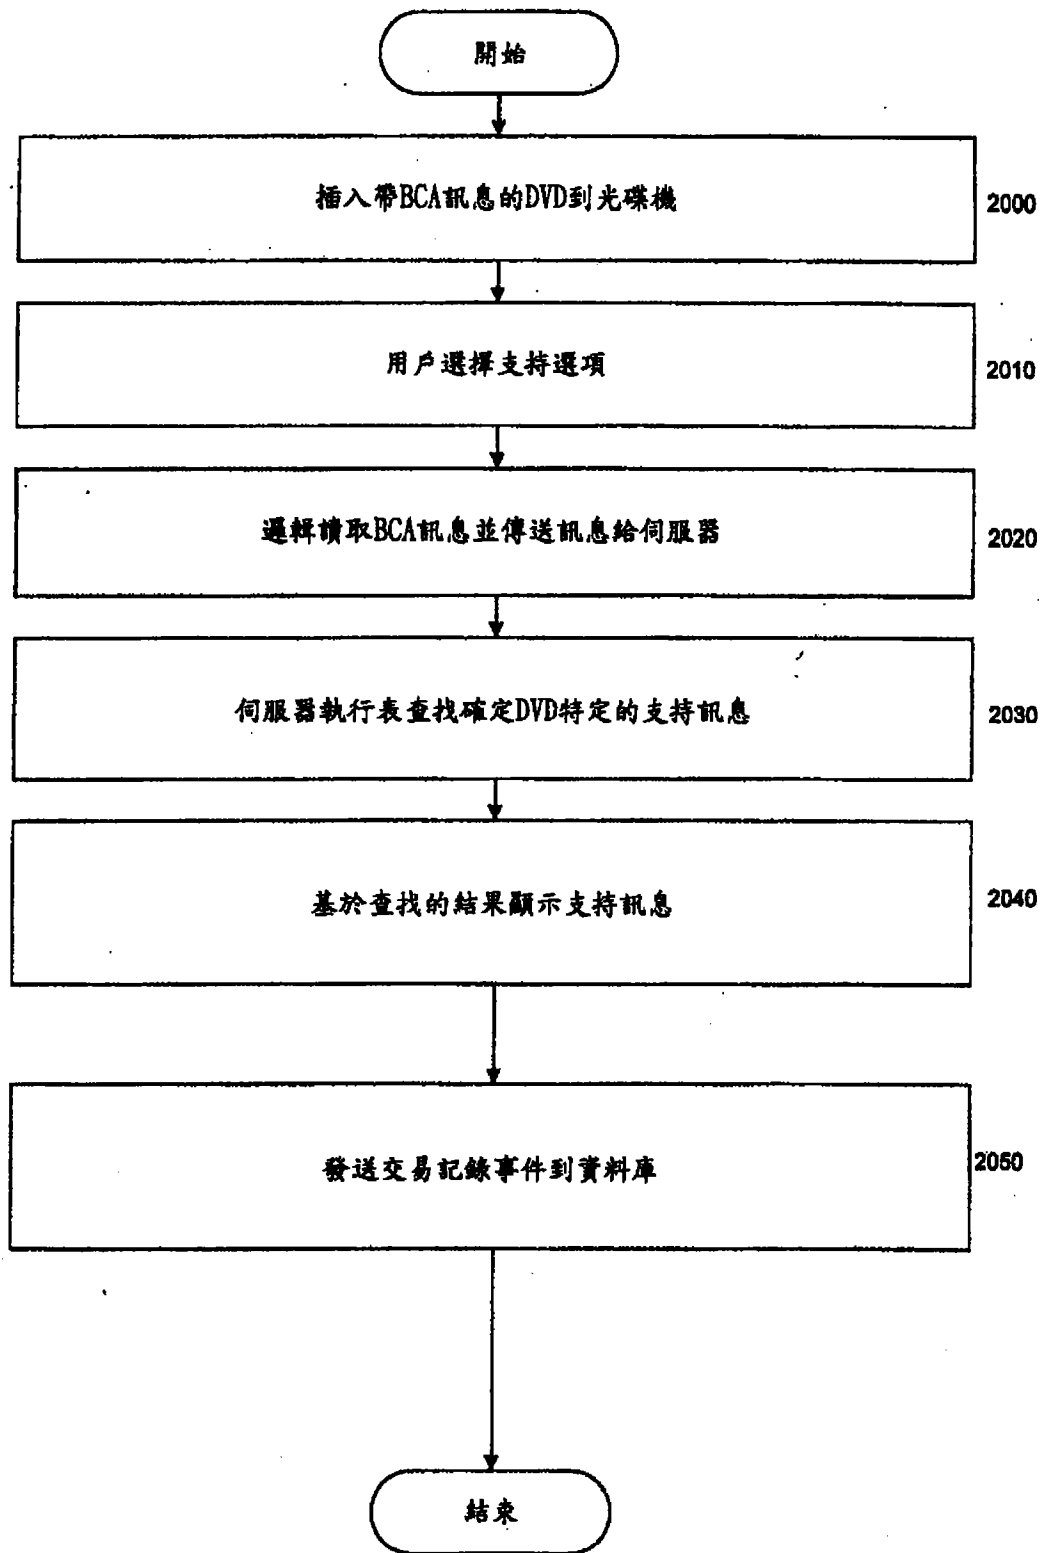 開始
插入帶BCA訊息的DVD到光碟機
2000
用戶選擇支持選項
2010
邏輯讀取BCA訊息並傳送訊息給伺服器
2020
伺服器執行表查找確定DVD特定的支持訊息
2030
基於查找的結果顯示支持訊息
2040
發送交易記錄事件到資料庫
2050
結束